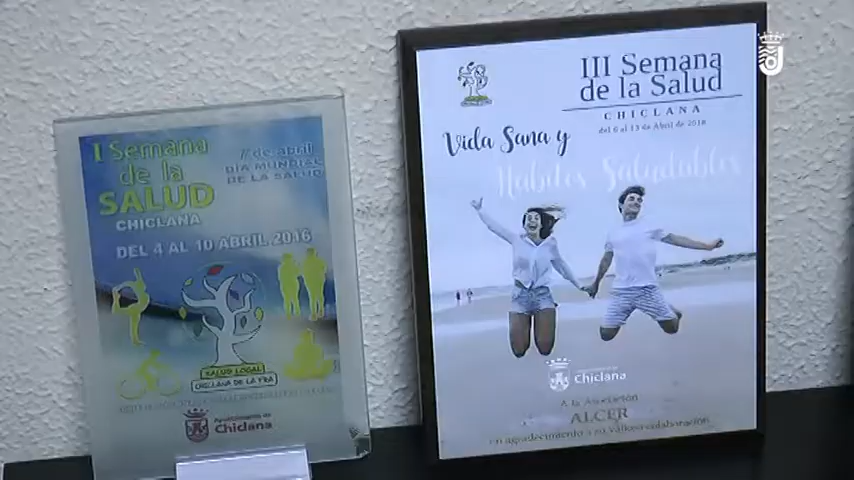 I Semana
de la
SALUD
CHICLANA
7 de abril
DÍA MUNDIAL
DE LA SALUD
DEL 4 AL 10 ABRIL 2016
SALUD LOCAL
CHICLANA DE LA FRA
Ayuntamiento de
Chiclana
III Semana
de la Salud
CHICLANA
del 6 al 13 de Abril de 2018
Vida Sana y
Hábitos Saludables
Chiclana
A la Asociación
ALCER
en agradecimiento a su valiosa colaboración